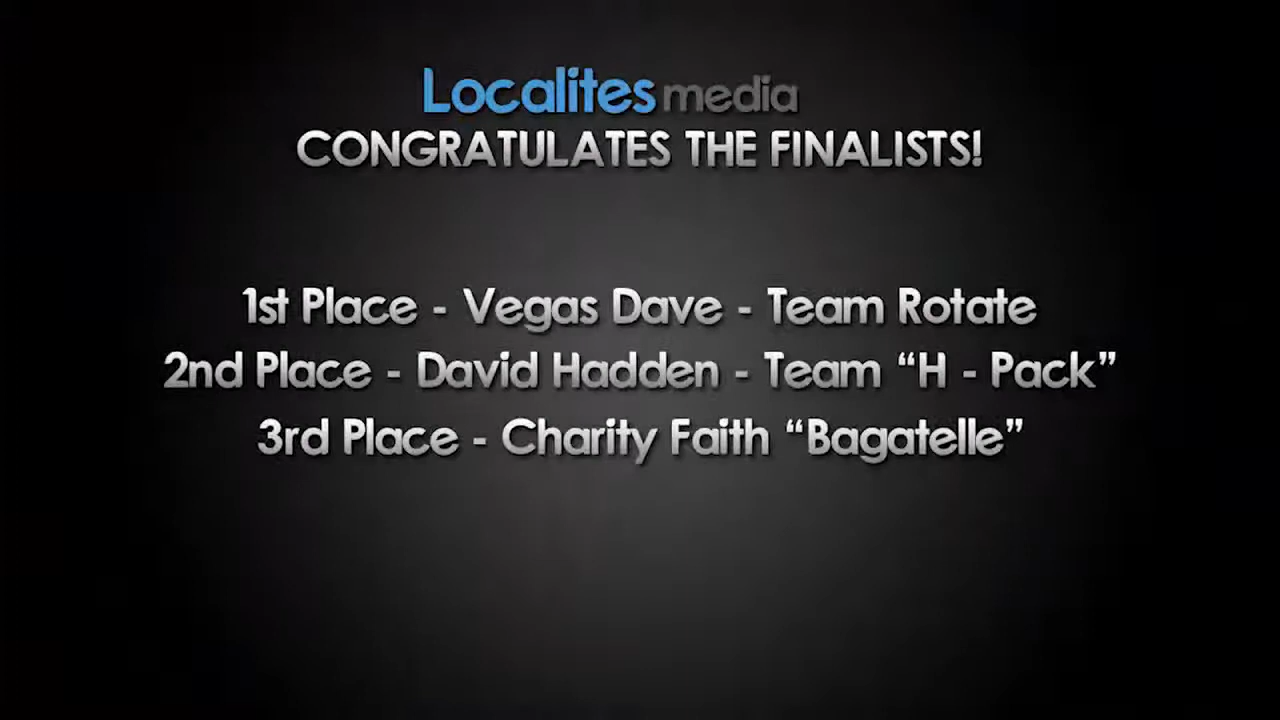 Localites media
CONGRATULATES THE FINALISTS!
1st Place - Vegas Dave - Team Rotate
2nd Place - David Hadden - Team “H - Pack”
3rd Place - Charity Faith “Bagatelle”